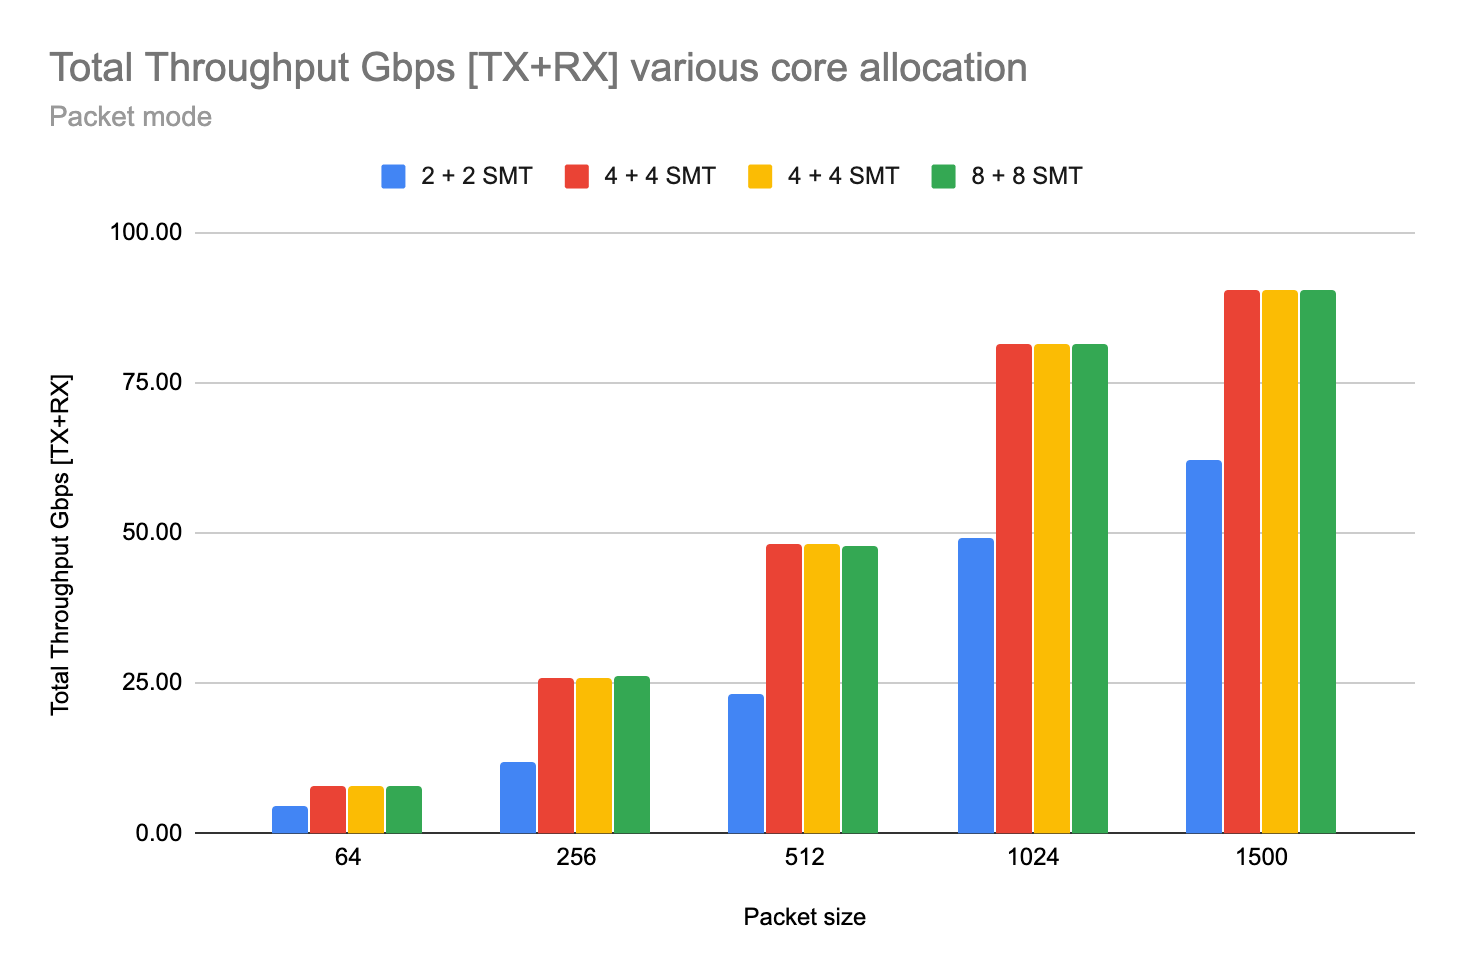 Total Throughput Gbps [TX+RX] various core allocation
Packet mode
2 + 2 SMT 4 + 4 SMT 4 + 4 SMT 8 + 8 SMT
Total Throughput Gbps [TX+RX]
100.00
75.00
50.00
25.00
0.00
64 256 512 1024 1500
Packet size